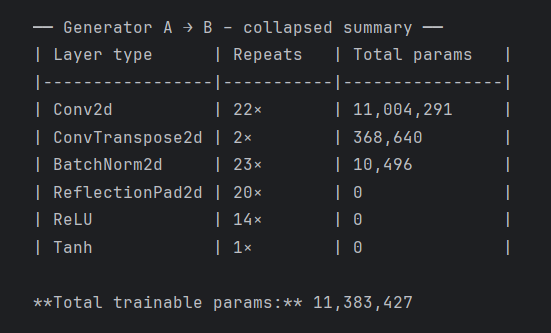 ── Generator A → B – collapsed summary ──
| Layer type      | Repeats   | Total params   |
|-----------------|-----------|----------------|
| Conv2d          | 22×       | 11,004,291     |
| ConvTranspose2d | 2×        | 368,640        |
| BatchNorm2d     | 23×       | 10,496         |
| ReflectionPad2d | 20×       | 0              |
| ReLU            | 14×       | 0              |
| Tanh            | 1×        | 0              |
**Total trainable params:** 11,383,427